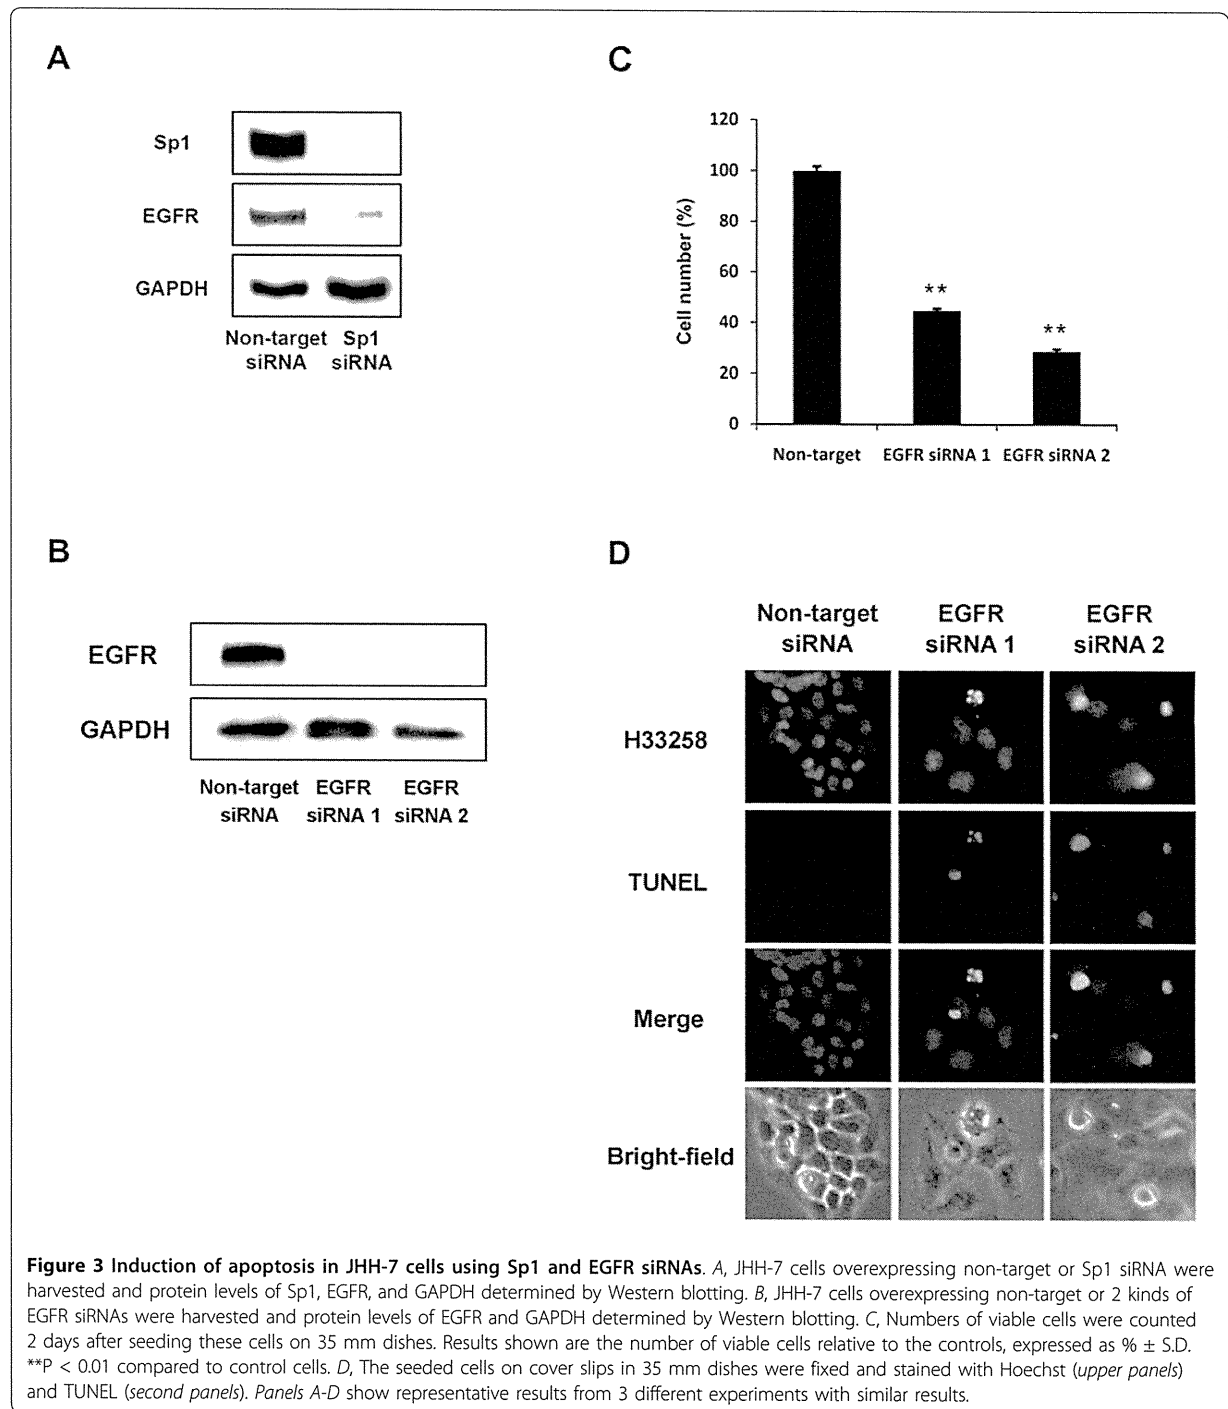 A
Sp1
EGFR
GAPDH
Non-target Sp1
siRNA siRNA
C
120
100
80
60
40
20
0
Cell number (%)
**
**
Non-target EGFR siRNA 1 EGFR siRNA 2
B
EGFR
GAPDH
Non-target EGFR EGFR
siRNA siRNA 1 siRNA 2
D
Non-target EGFR EGFR
siRNA siRNA 1 siRNA 2
H33258
TUNEL
Merge
Bright-field
Figure 3 Induction of apoptosis in JHH-7 cells using Sp1 and EGFR siRNAs. A, JHH-7 cells overexpressing non-target or Sp1 siRNA were
harvested and protein levels of Sp1, EGFR, and GAPDH determined by Western blotting. B, JHH-7 cells overexpressing non-target or 2 kinds of
EGFR siRNAs were harvested and protein levels of EGFR and GAPDH determined by Western blotting. C, Numbers of viable cells were counted
2 days after seeding these cells on 35 mm dishes. Results shown are the number of viable cells relative to the controls, expressed as % ± S.D.
**P < 0.01 compared to control cells. D, The seeded cells on cover slips in 35 mm dishes were fixed and stained with Hoechst (upper panels)
and TUNEL (second panels). Panels A-D show representative results from 3 different experiments with similar results.